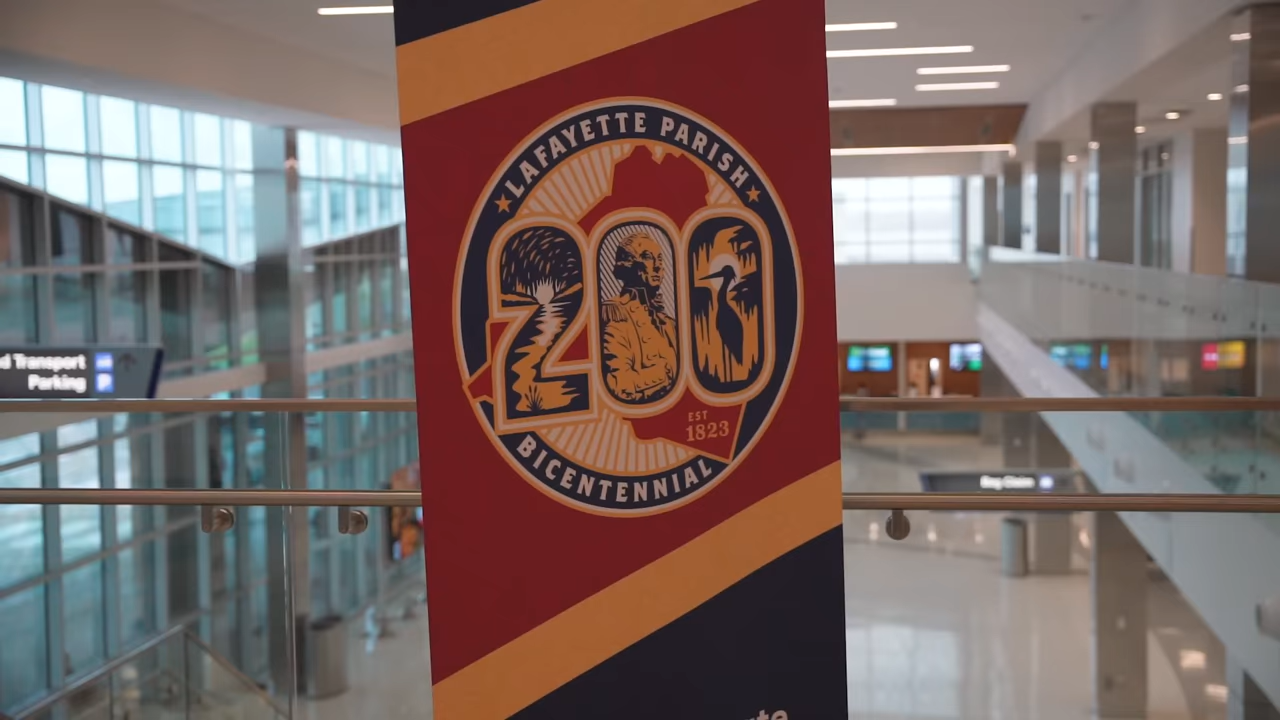 LAFAYETTE PARISH
200
EST
1823
BICENTENNIAL
Transport
Parking
Bag Claim